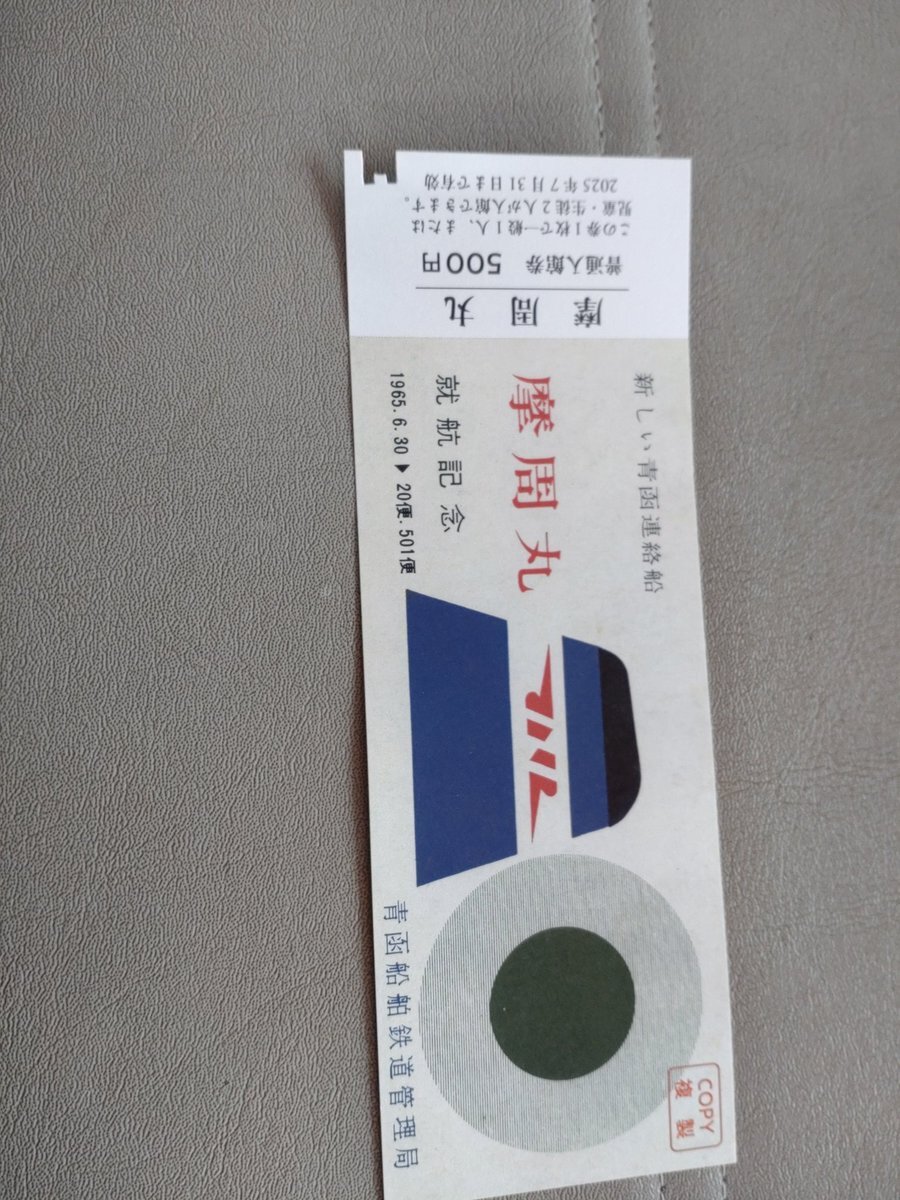 摩周丸
普通入館券 500円
この券1枚で一般1人、または
児童・生徒2人が入館できます。
2025年7月31日まで有効
新しい青函連絡船
摩周丸
就航記念
1965.6.30▶20便.501便
青函船舶鉄道管理局
COPY
複製